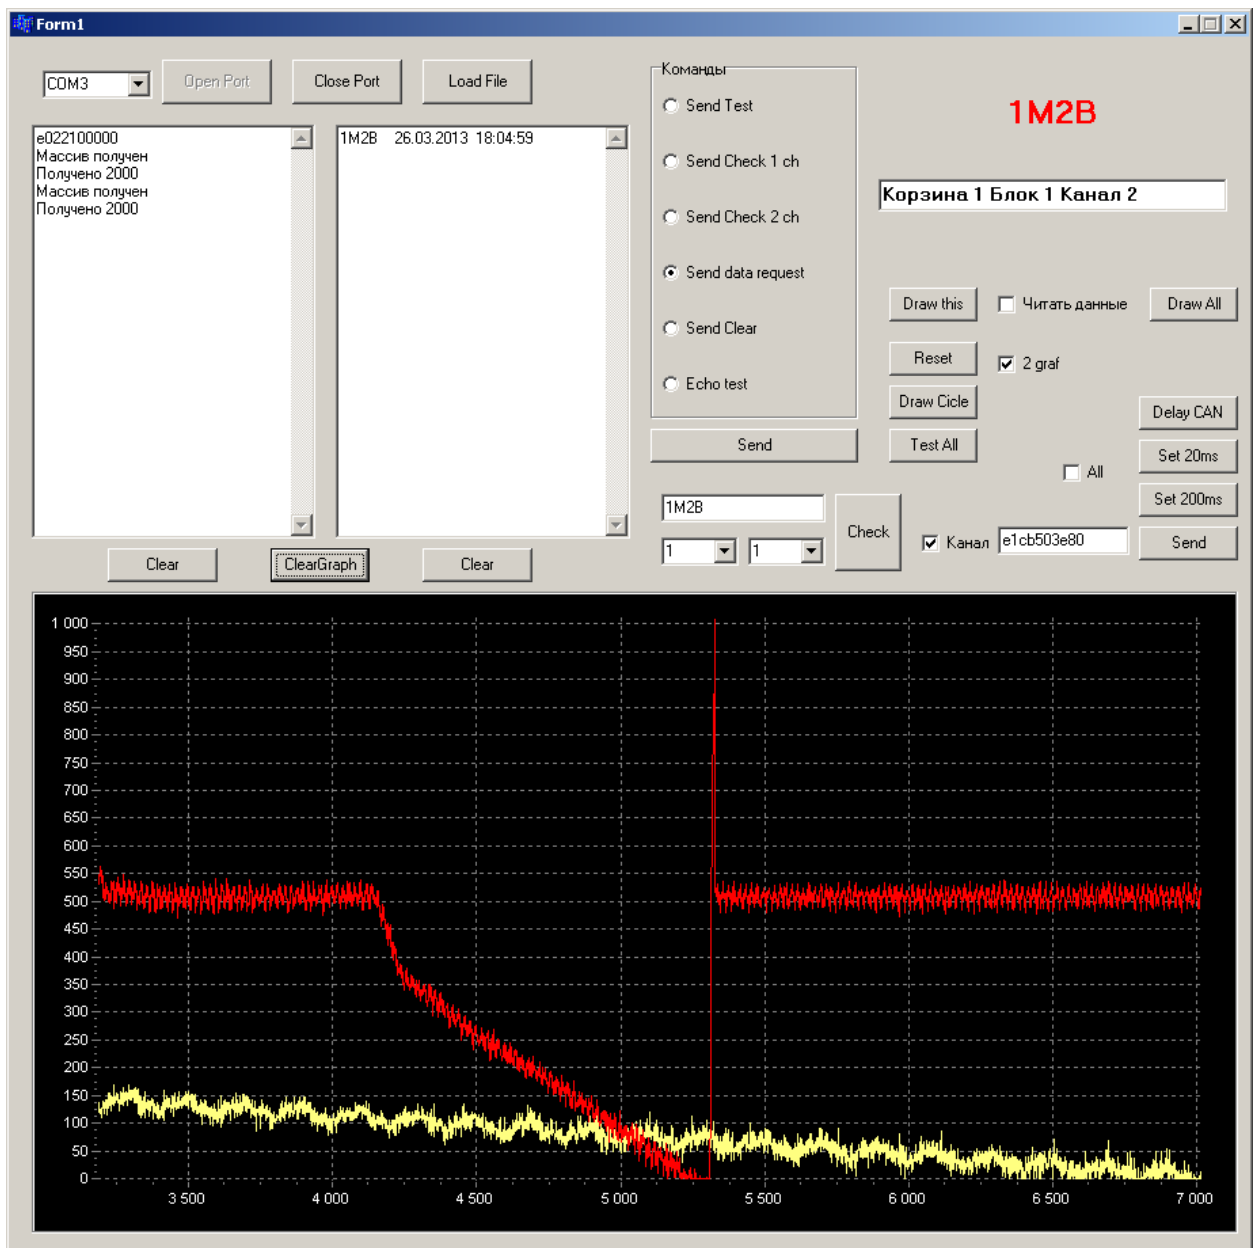 Form1
COM3
Open Port
Close Port
Load File
e022100000
Массив получен
Получено 2000
Массив получен
Получено 2000
1M2B 26.03.2013 18:04:59
Clear
ClearGraph
Clear
Команды
Send Test
Send Check 1 ch
Send Check 2 ch
Send data request
Send Clear
Echo test
Send
1M2B
1
1
Check
1M2B
Корзина 1 Блок 1 Канал 2
Draw this
Читать данные
Draw All
Reset
2 graf
Draw Cicle
Test All
Delay CAN
Set 20ms
All
Set 200ms
Канал
e1cb503e80
Send
1 000
950
900
850
800
750
700
650
600
550
500
450
400
350
300
250
200
150
100
50
0
3 500 4 000 4 500 5 000 5 500 6 000 6 500 7 000